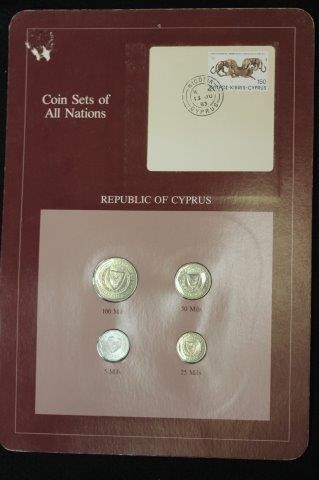 Coin Sets of
All Nations
150
KIBRIS-CYPRUS
CYPRUS
REPUBLIC OF CYPRUS
100 Mils
50 Mils
5 Mils
25 Mils